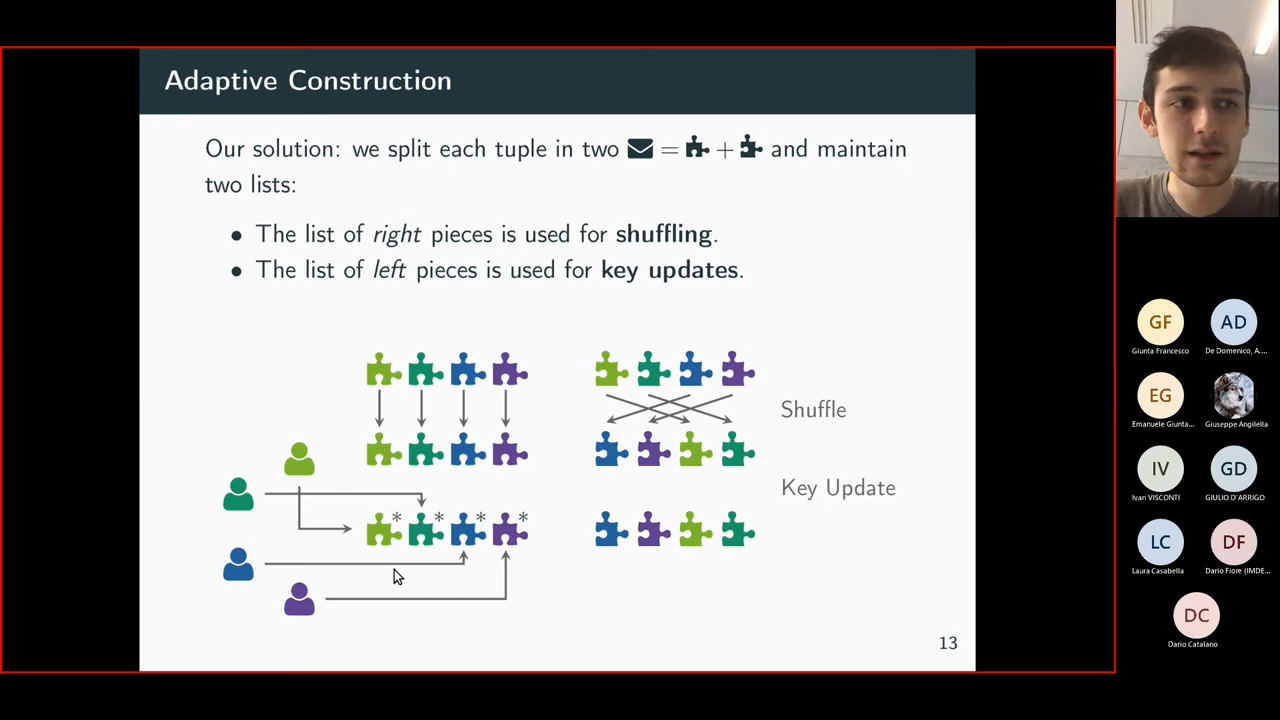 Adaptive Construction
Our solution: we split each tuple in two = + and maintain
two lists:
• The list of right pieces is used for shuffling.
• The list of left pieces is used for key updates.
Shuffle
Key Update
* * * *
13
GF
Giunta Francesco
AD
De Domenico, A...
EG
Emanuele Giunta...
Giuseppe Angilella
IV
Ivan VISCONTI
GD
GIULIO D'ARRIGO
LC
Laura Casabella
DF
Dario Fiore (IMDE...
DC
Dario Catalano